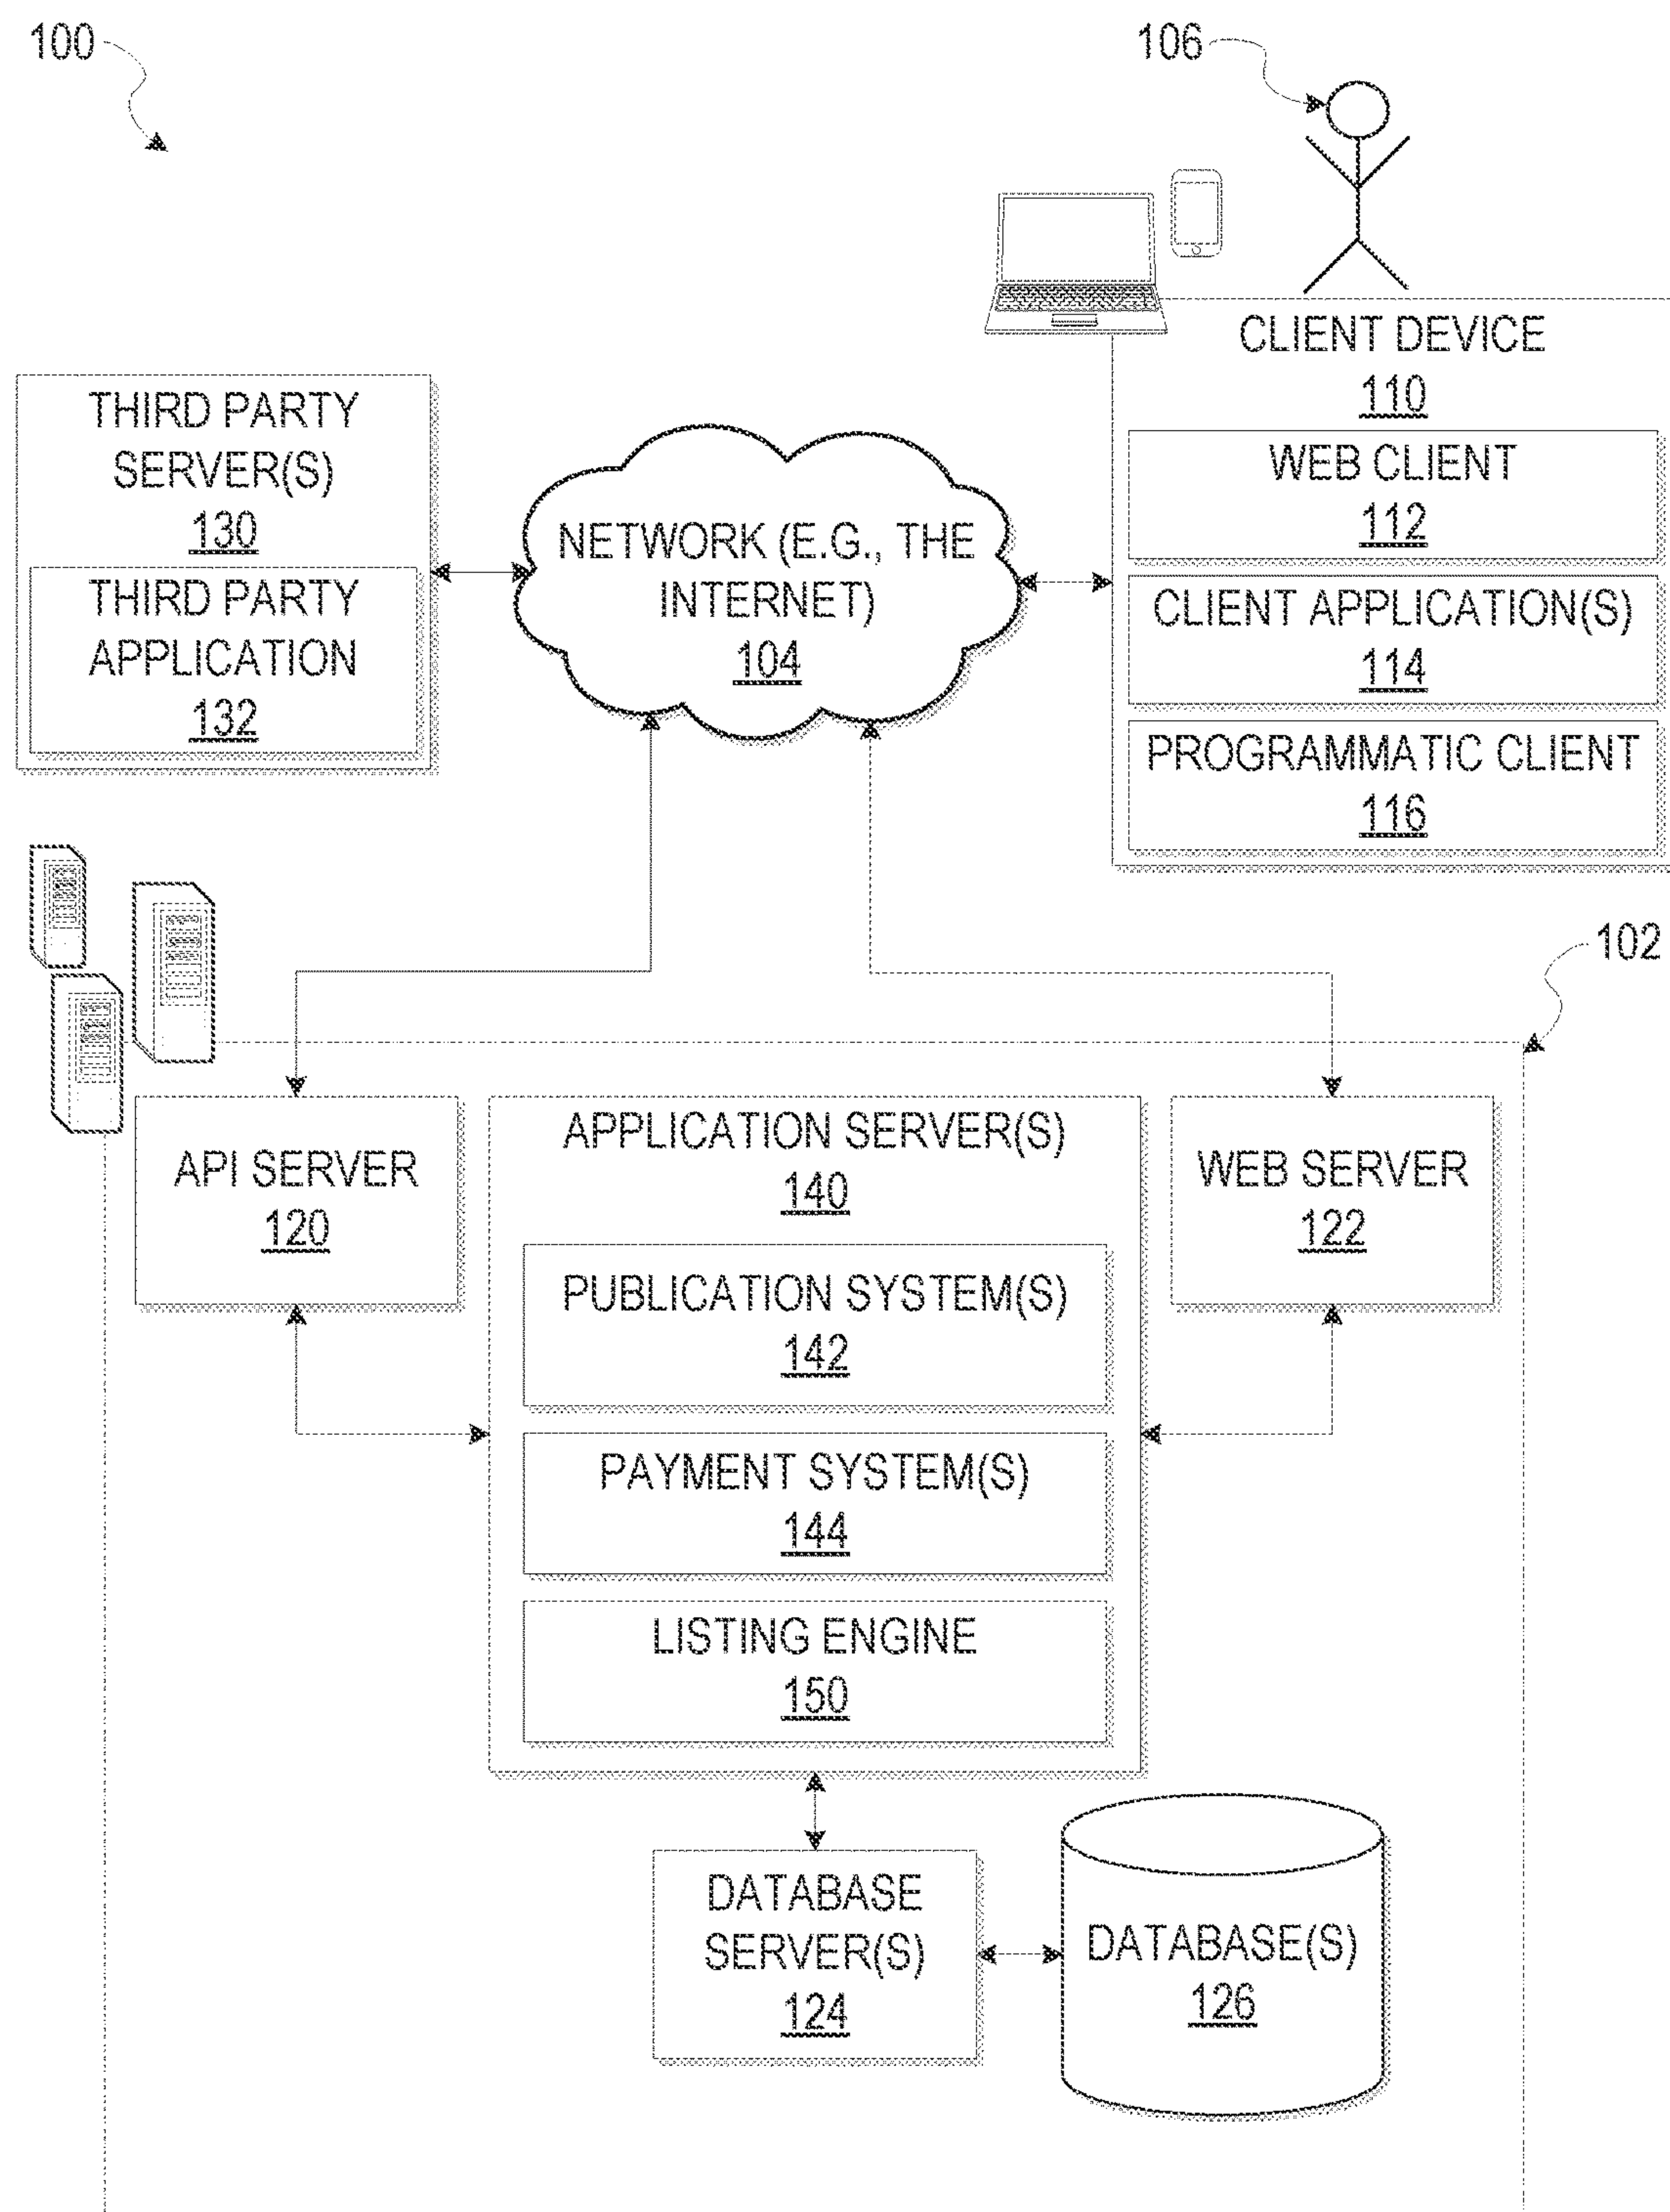 100
106
CLIENT DEVICE
110
WEB CLIENT
112
CLIENT APPLICATION(S)
114
PROGRAMMATIC CLIENT
116
THIRD PARTY
SERVER(S)
130
THIRD PARTY
APPLICATION
132
NETWORK (E.G., THE
INTERNET)
104
102
API SERVER
120
APPLICATION SERVER(S)
140
PUBLICATION SYSTEM(S)
142
PAYMENT SYSTEM(S)
144
LISTING ENGINE
150
WEB SERVER
122
DATABASE
SERVER(S)
124
DATABASE(S)
126